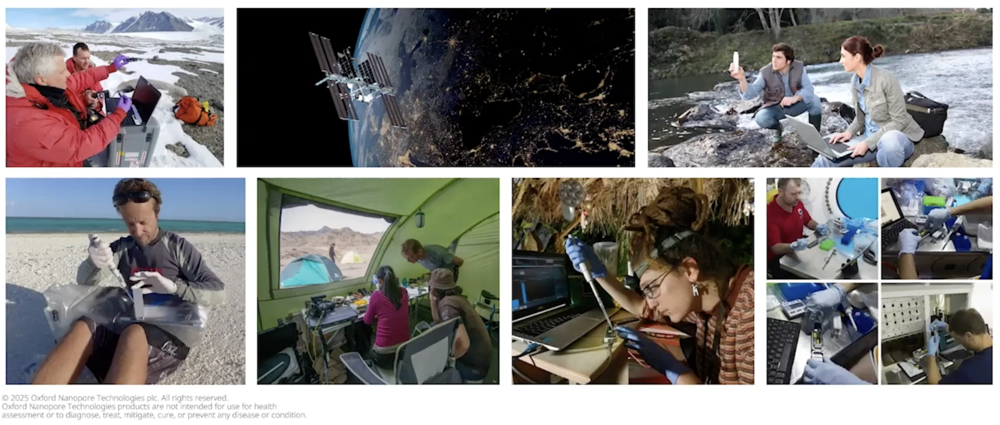 © 2025 Oxford Nanopore Technologies plc. All rights reserved.
Oxford Nanopore Technologies products are not intended for use for health
assessment or to diagnose, treat, mitigate, cure, or prevent any disease or condition.